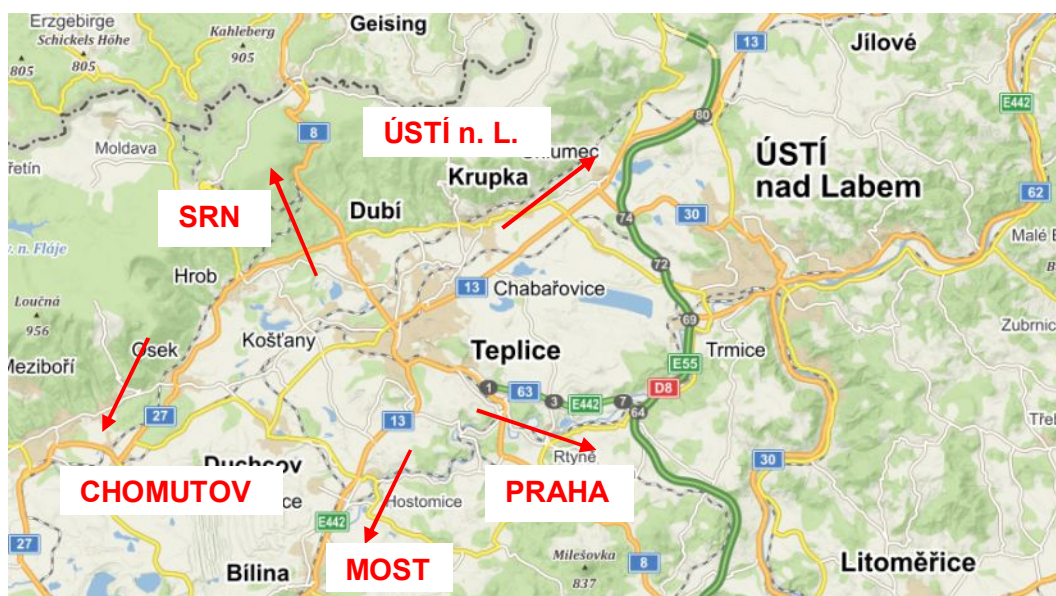 Erzgebirge
Schickels Höhe
805
805
Kahleberg
905
Geising
13
Jílové
E442
80
8
ÚSTÍ n. L.
Moldava
Krupka
ÚSTÍ
nad Labem
62
SRN
Dubí
74
30
Malé
v. n. Fláje
Hrob
72
13
Chabařovice
Loučná
956
69
Košťany
Osek
Teplice
E55
Trmice
Meziboří
1
63
3
E442
7
D8
64
27
13
Rtyně
30
CHOMUTOV
Hostomice
PRAHA
E442
27
MOST
Bílina
Milešovka
837
8
Litoměřice